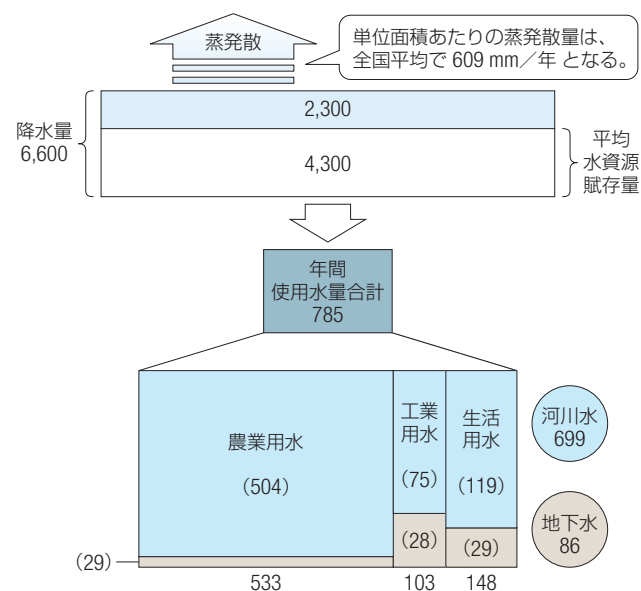 蒸発散
単位面積あたりの蒸発散量は、
全国平均で 609 mm／年 となる。
降水量
6,600
2,300
4,300
平均
水資源
賦存量
年間
使用水量合計
785
農業用水
(504)
工業
用水
(75)
生活
用水
(119)
河川水
699
(29)
(28)
(29)
地下水
86
533
103
148